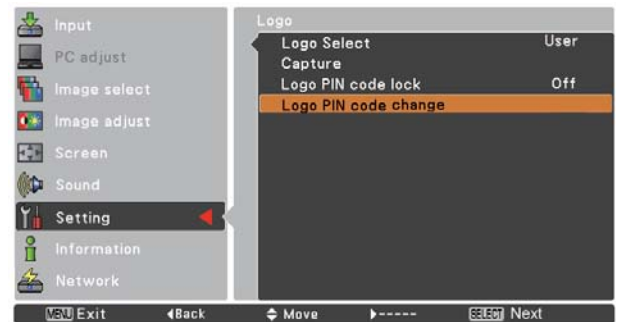 Input
PC adjust
Image select
Image adjust
Screen
Sound
Setting
Information
Network
Logo
Logo Select User
Capture
Logo PIN code lock Off
Logo PIN code change
MENU Exit Back Move ----- SELECT Next